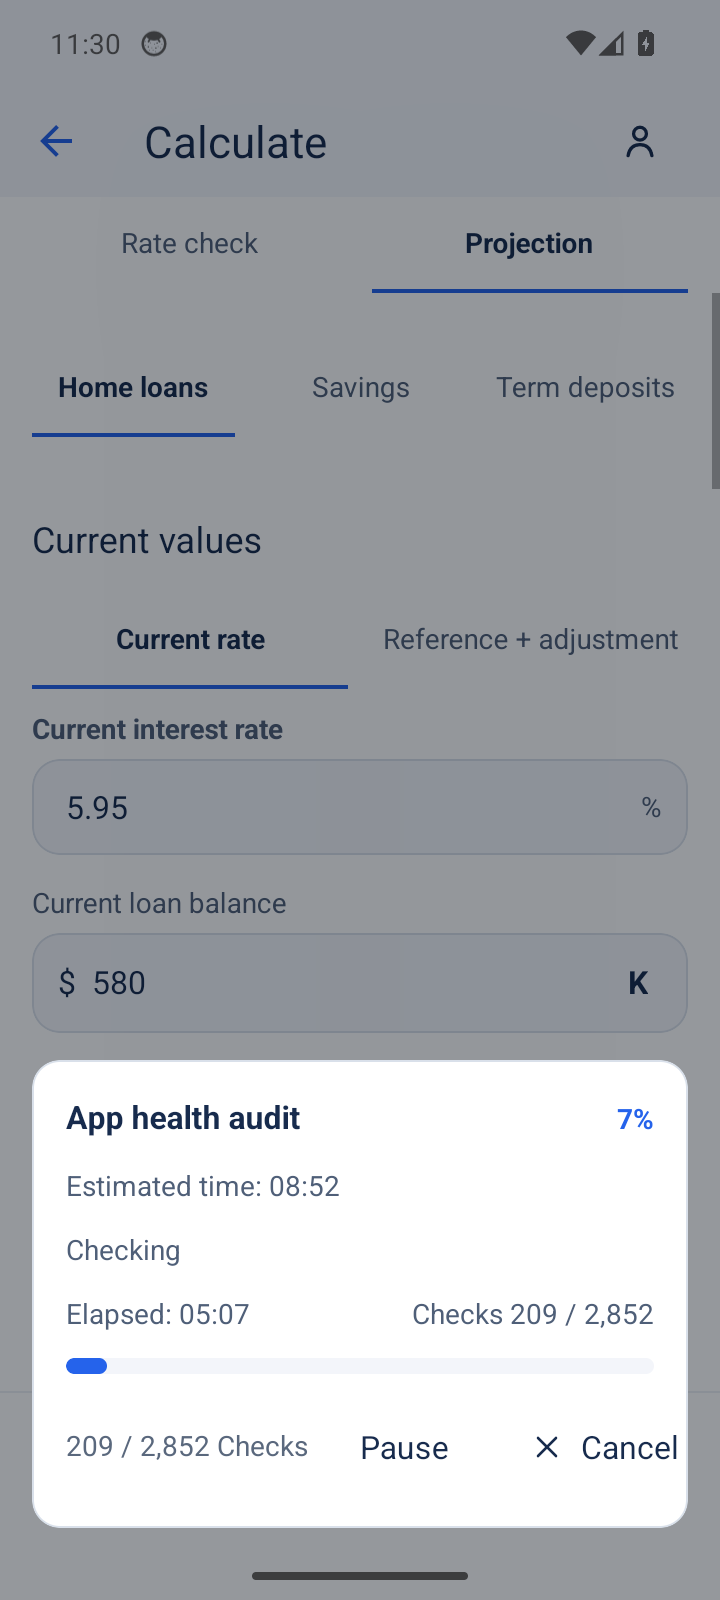 11:30
Calculate
Rate check Projection
Home loans Savings Term deposits
Current values
Current rate Reference + adjustment
Current interest rate
5.95 %
Current loan balance
$ 580 K
App health audit 7%
Estimated time: 08:52
Checking
Elapsed: 05:07 Checks 209 / 2,852
209 / 2,852 Checks Pause Cancel